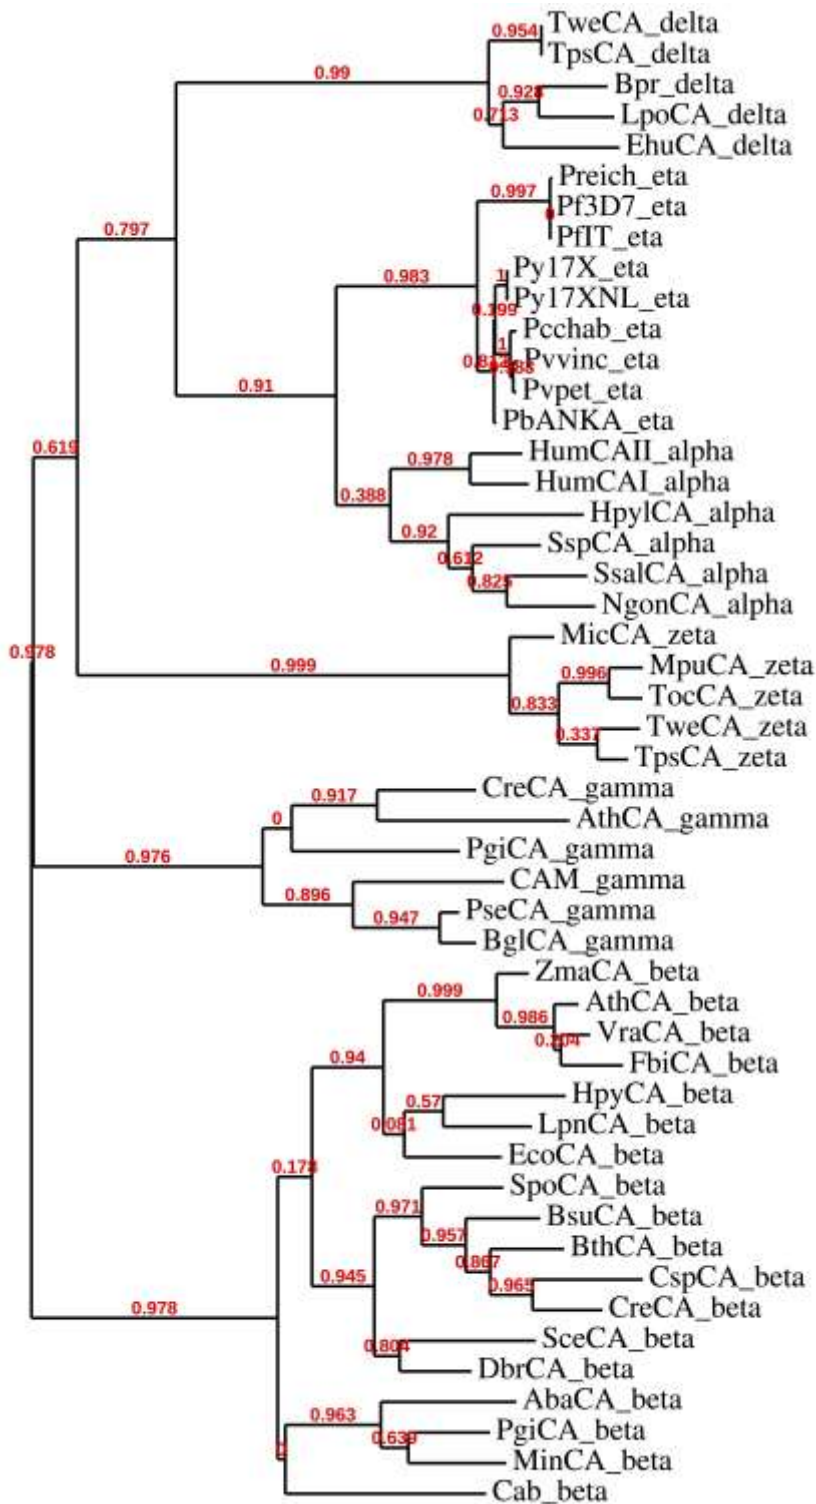 TweCA_delta
0.954
TpsCA_delta
0.99
Bpr_delta
0.928
LpoCA_delta
0.713
EhuCA_delta
Preich_eta
0.997
Pf3D7_eta
PfIT_eta
0.797
Py17X_eta
1
0.983
Py17XNL_eta
0.199
Pcchab_eta
1
Pvvinc_eta
0.91
Pvpet_eta
PbANKA_eta
0.619
HumCAII_alpha
0.978
HumCAI_alpha
0.388
HpylCA_alpha
0.92
SspCA_alpha
0.612
SsalCA_alpha
0.825
NgonCA_alpha
MicCA_zeta
0.978
0.999
MpuCA_zeta
0.996
TocCA_zeta
0.833
TweCA_zeta
0.337
TpsCA_zeta
CreCA_gamma
0.917
AthCA_gamma
0
PgiCA_gamma
0.976
CAM_gamma
0.896
PseCA_gamma
0.947
BglCA_gamma
ZmaCA_beta
0.999
AthCA_beta
0.986
VraCA_beta
FbiCA_beta
0.94
HpyCA_beta
0.57
LpnCA_beta
0.081
EcoCA_beta
0.178
SpoCA_beta
0.971
BsuCA_beta
0.957
BthCA_beta
0.867
CspCA_beta
0.965
CreCA_beta
0.945
0.978
SceCA_beta
0.804
DbrCA_beta
AbaCA_beta
0.963
PgiCA_beta
0.639
MinCA_beta
Cab_beta